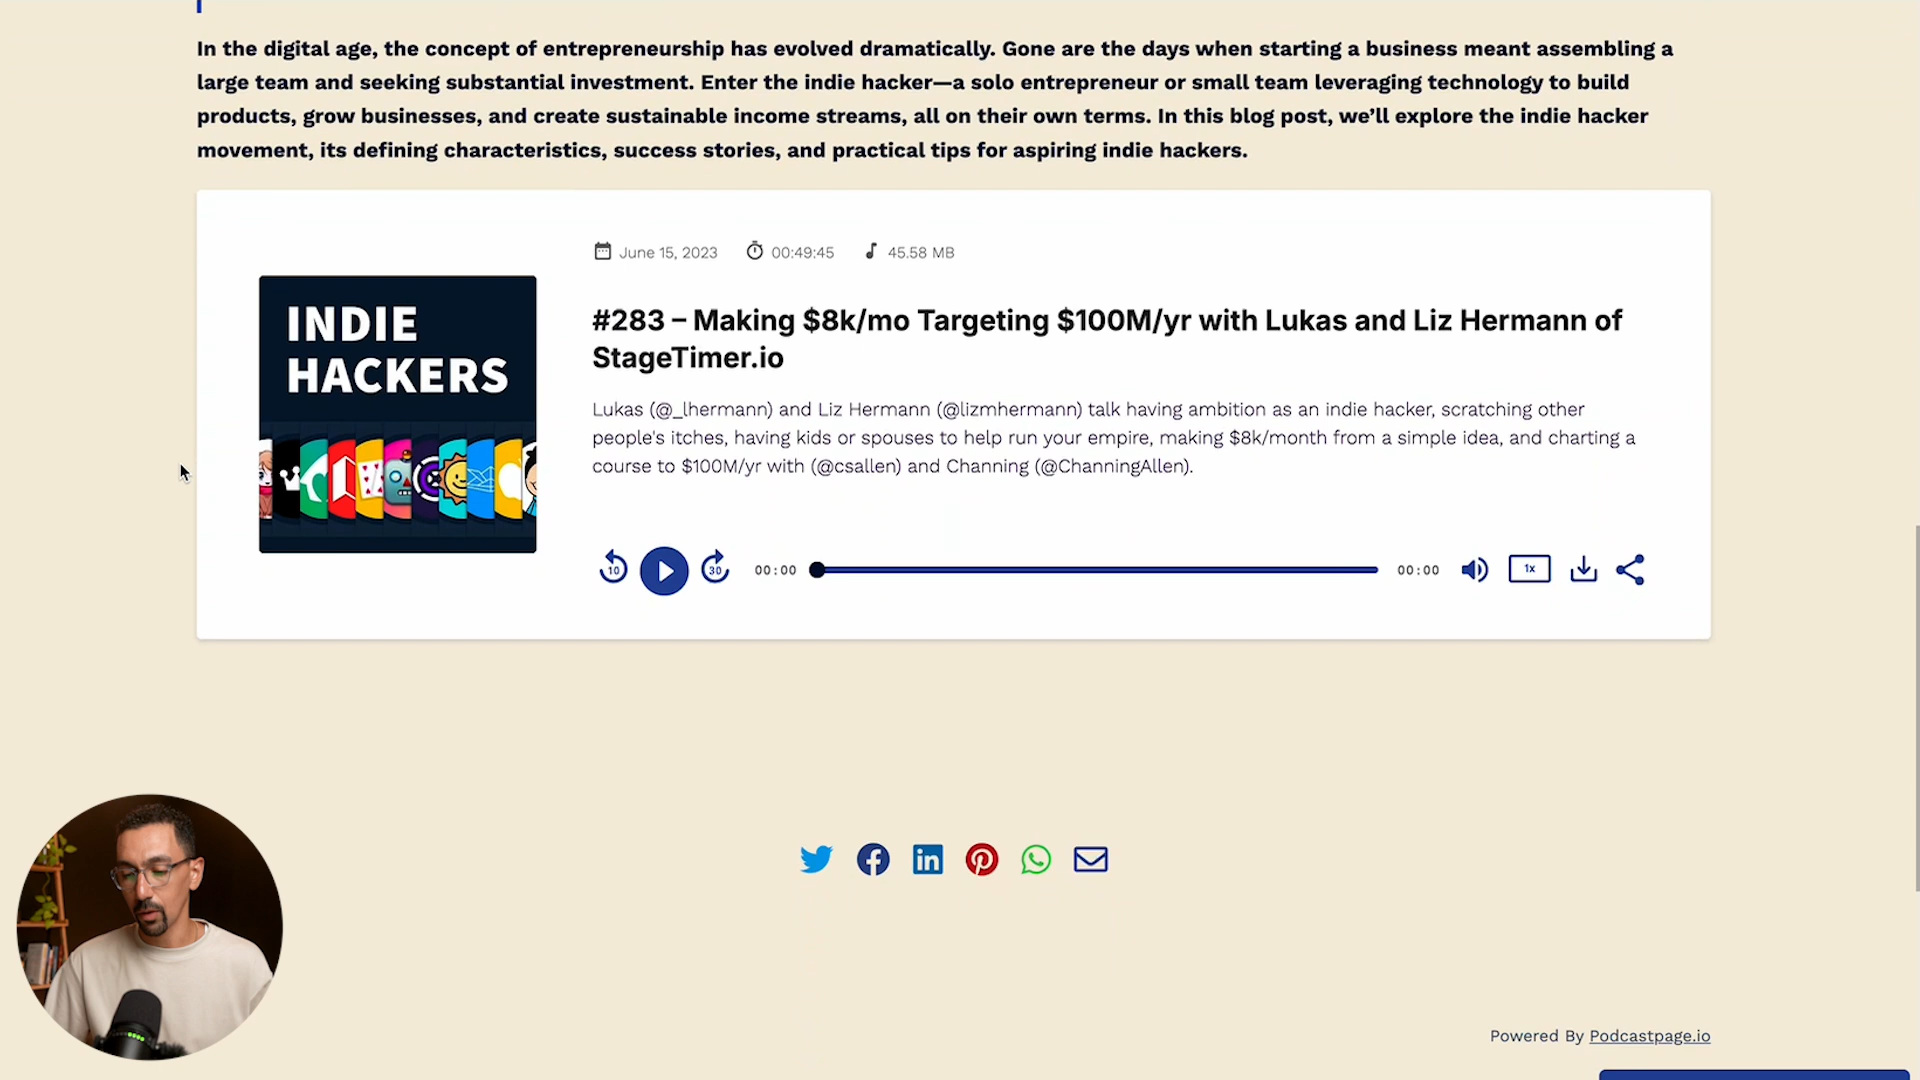 In the digital age, the concept of entrepreneurship has evolved dramatically. Gone are the days when starting a business meant assembling a
large team and seeking substantial investment. Enter the indie hacker—a solo entrepreneur or small team leveraging technology to build
products, grow businesses, and create sustainable income streams, all on their own terms. In this blog post, we’ll explore the indie hacker
movement, its defining characteristics, success stories, and practical tips for aspiring indie hackers.
June 15, 2023 00:49:45 45.58 MB
INDIE
HACKERS
#283 – Making $8k/mo Targeting $100M/yr with Lukas and Liz Hermann of
StageTimer.io
Lukas (@_lhermann) and Liz Hermann (@lizmhermann) talk having ambition as an indie hacker, scratching other
people's itches, having kids or spouses to help run your empire, making $8k/month from a simple idea, and charting a
course to $100M/yr with (@csallen) and Channing (@ChanningAllen).
10 30 00:00 00:00 1x
Powered By Podcastpage.io